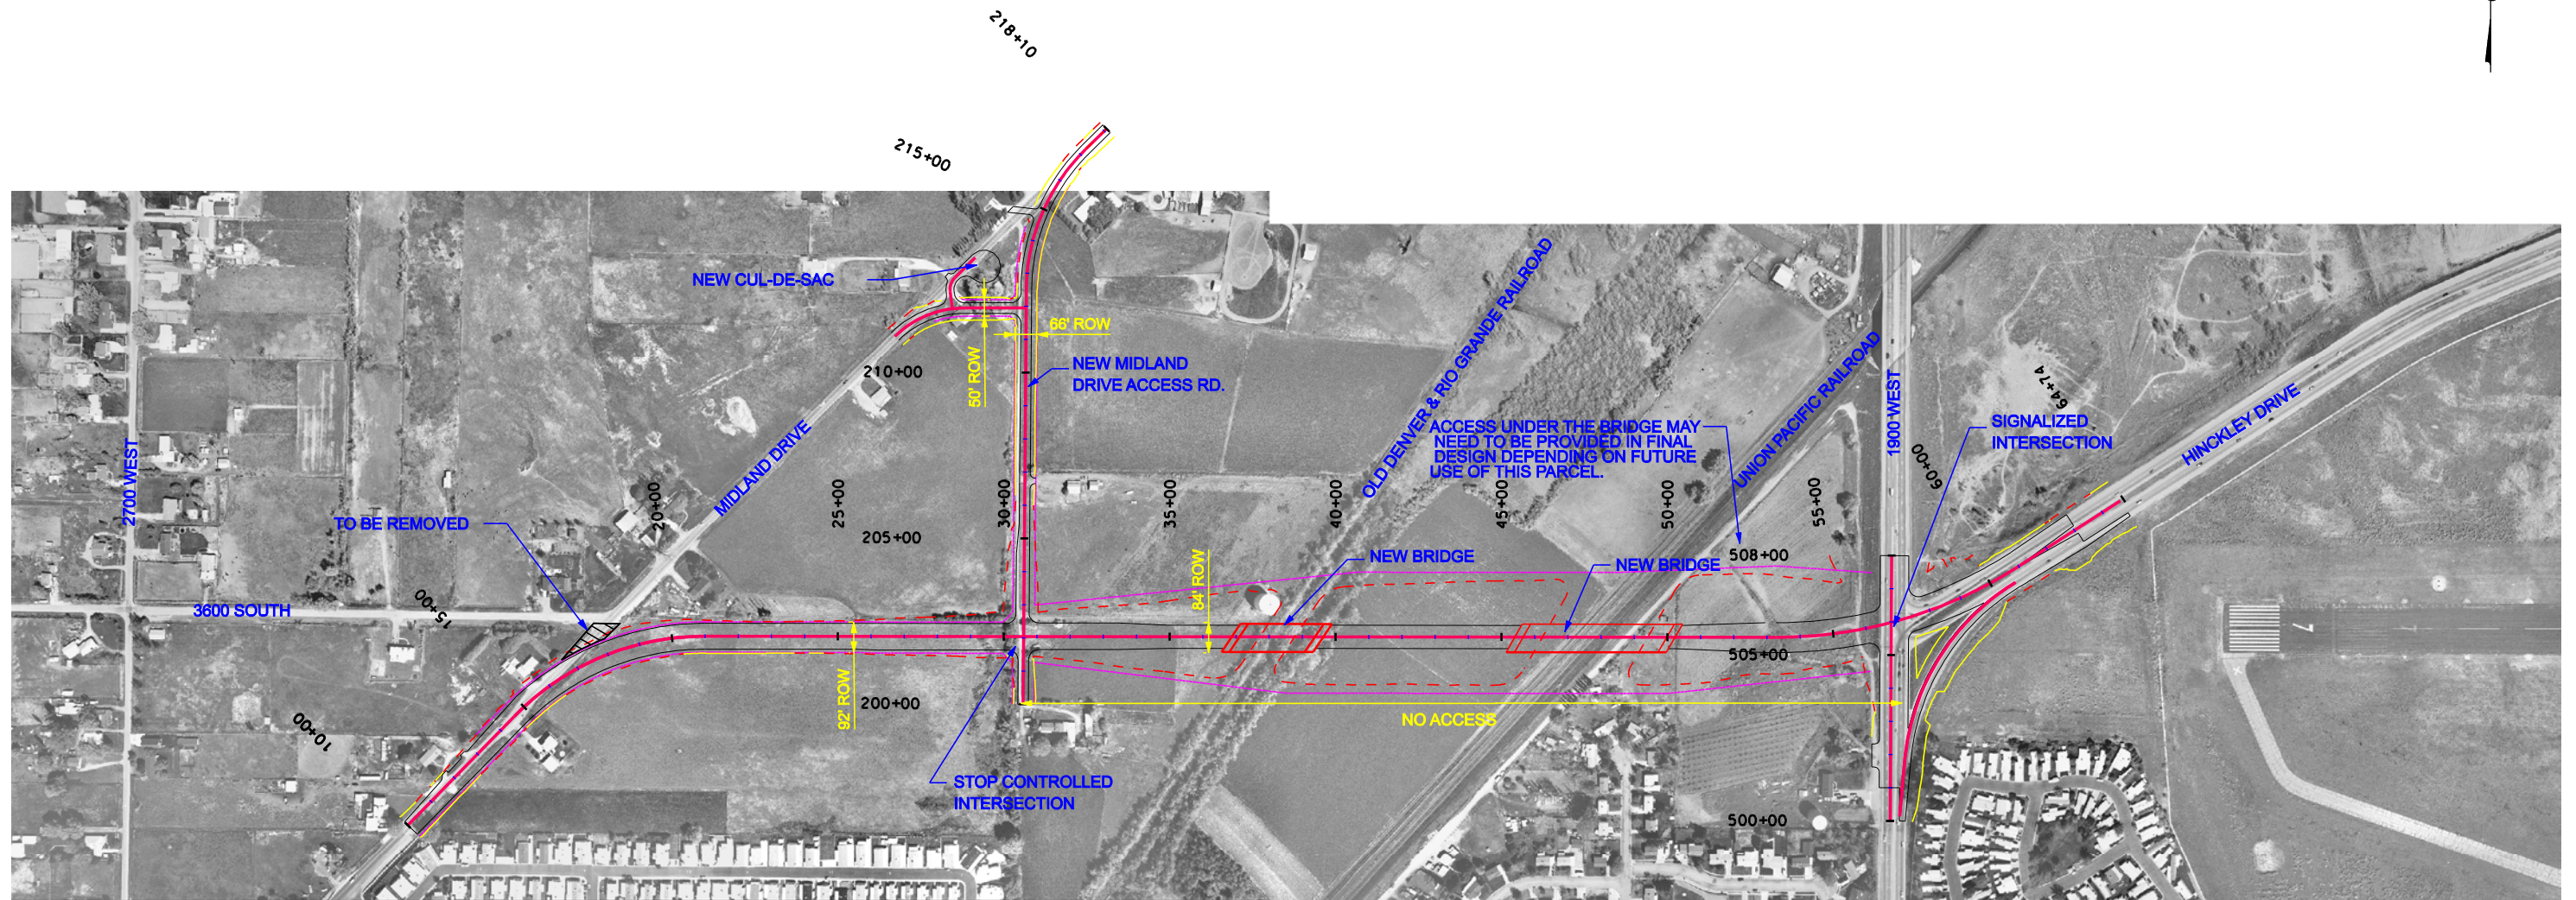 218+10
215+00
NEW CUL-DE-SAC
66' ROW
50' ROW
NEW MIDLAND
DRIVE ACCESS RD.
210+00
OLD DENVER & RIO GRANDE RAILROAD
UNION PACIFIC RAILROAD
1900 WEST
64+74
HINCKLEY DRIVE
SIGNALIZED
INTERSECTION
60+00
ACCESS UNDER THE BRIDGE MAY
NEED TO BE PROVIDED IN FINAL
DESIGN DEPENDING ON FUTURE
USE OF THIS PARCEL.
2700 WEST
MIDLAND DRIVE
TO BE REMOVED
20+00
25+00
30+00
35+00
40+00
45+00
50+00
55+00
205+00
508+00
NEW BRIDGE
NEW BRIDGE
84' ROW
3600 SOUTH
15+00
505+00
92' ROW
200+00
NO ACCESS
10+00
STOP CONTROLLED
INTERSECTION
500+00